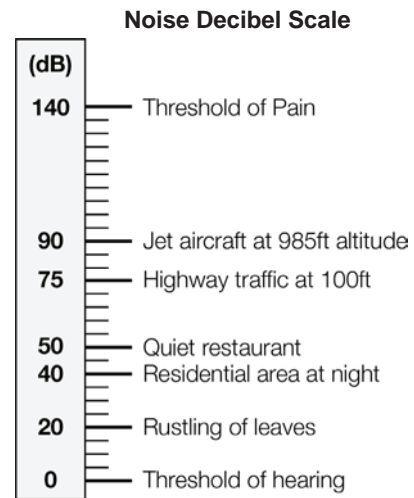 Noise Decibel Scale
(dB)
140 Threshold of Pain
90 Jet aircraft at 985ft altitude
75 Highway traffic at 100ft
50 Quiet restaurant
40 Residential area at night
20 Rustling of leaves
0 Threshold of hearing